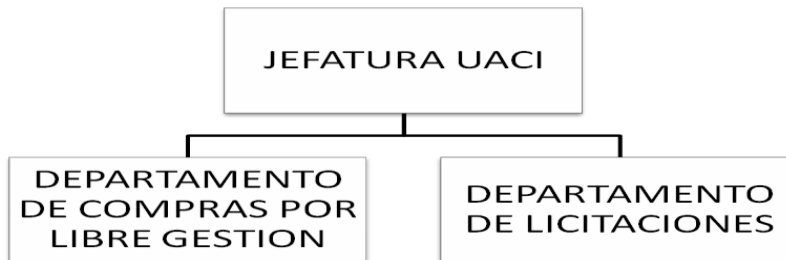 JEFATURA UACI
DEPARTAMENTO
DE COMPRAS POR
LIBRE GESTION
DEPARTAMENTO
DE LICITACIONES